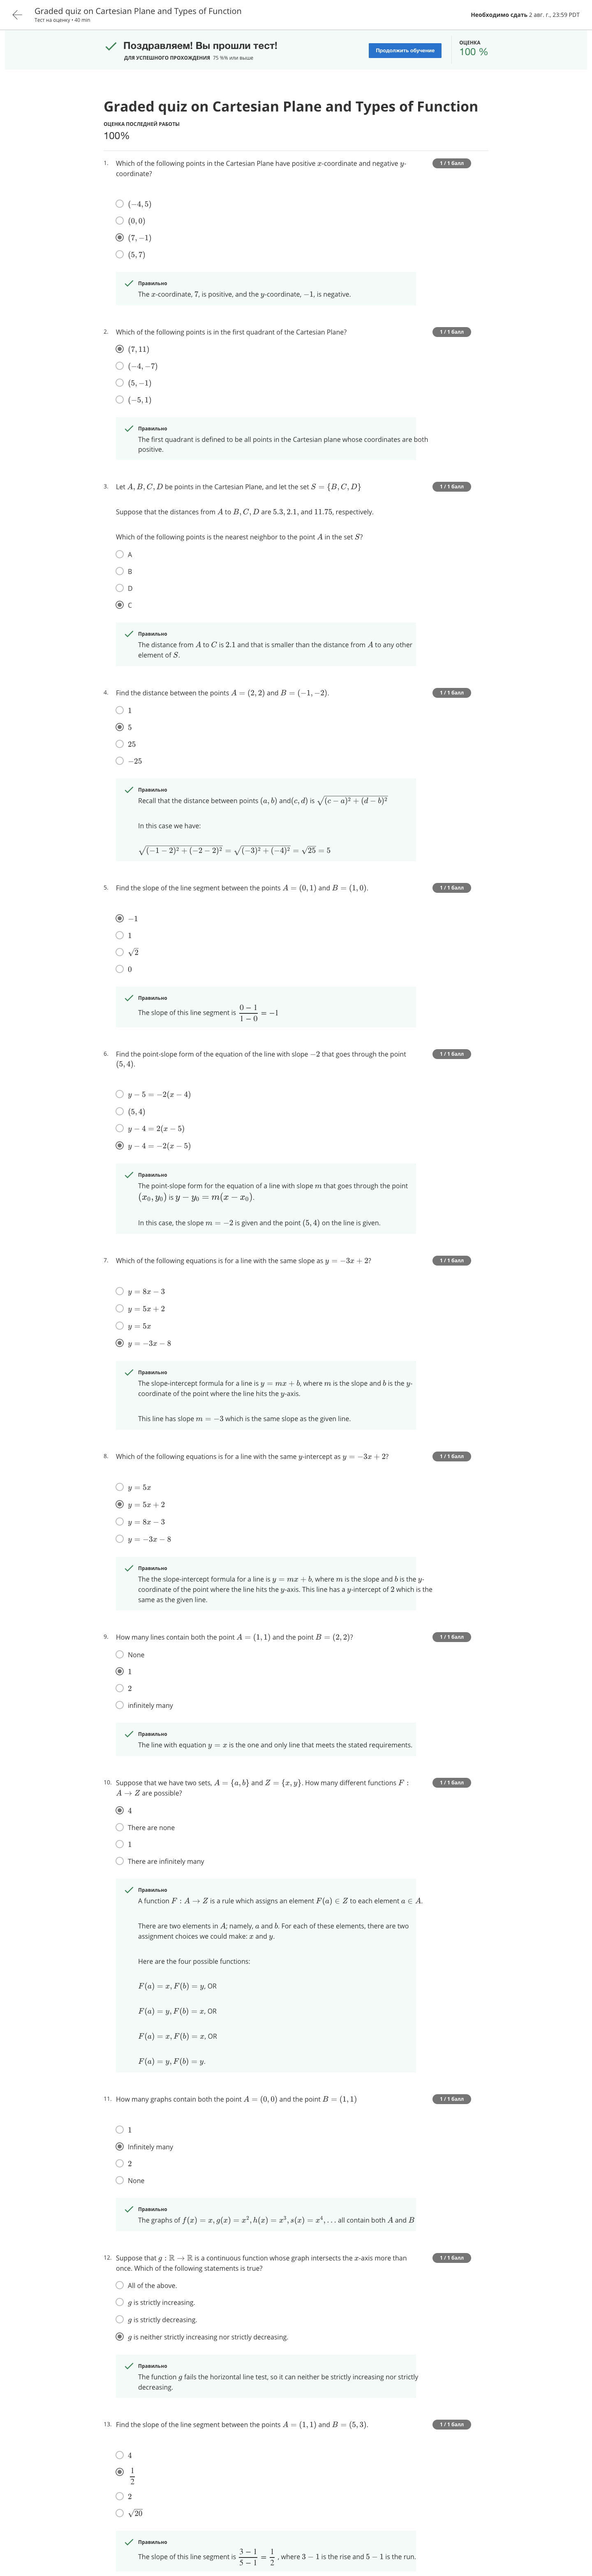 Graded quiz on Cartesian Plane and Types of Function
Тест на оценку • 40 min
Необходимо сдать 2 авг. г., 23:59 PDT
Поздравляем! Вы прошли тест!
ДЛЯ УСПЕШНОГО ПРОХОЖДЕНИЯ 75 %% или выше
Продолжить обучение
ОЦЕНКА
100 %
Graded quiz on Cartesian Plane and Types of Function
ОЦЕНКА ПОСЛЕДНЕЙ РАБОТЫ
100%
1. Which of the following points in the Cartesian Plane have positive x-coordinate and negative y-
coordinate?
1 / 1 балл
(−4, 5)
(0, 0)
(7, −1)
(5, 7)
Правильно
The x-coordinate, 7, is positive, and the y-coordinate, −1, is negative.
2. Which of the following points is in the first quadrant of the Cartesian Plane?
1 / 1 балл
(7, 11)
(−4, −7)
(5, −1)
(−5, 1)
Правильно
The first quadrant is defined to be all points in the Cartesian plane whose coordinates are both
positive.
3. Let A, B, C, D be points in the Cartesian Plane, and let the set S = {B, C, D}
1 / 1 балл
Suppose that the distances from A to B, C, D are 5.3, 2.1, and 11.75, respectively.
Which of the following points is the nearest neighbor to the point A in the set S?
A
B
D
C
Правильно
The distance from A to C is 2.1 and that is smaller than the distance from A to any other
element of S.
4. Find the distance between the points A = (2, 2) and B = (−1, −2).
1 / 1 балл
1
5
25
−25
Правильно
Recall that the distance between points (a, b) and(c, d) is √(c − a)² + (d − b)²
In this case we have:
√(−1 − 2)² + (−2 − 2)² = √(−3)² + (−4)² = √25 = 5
5. Find the slope of the line segment between the points A = (0, 1) and B = (1, 0).
1 / 1 балл
−1
1
√2
0
Правильно
The slope of this line segment is 0 − 1 / 1 − 0 = −1
6. Find the point-slope form of the equation of the line with slope −2 that goes through the point
(5, 4).
1 / 1 балл
y − 5 = −2(x − 4)
(5, 4)
y − 4 = 2(x − 5)
y − 4 = −2(x − 5)
Правильно
The point-slope form for the equation of a line with slope m that goes through the point
(x₀, y₀) is y − y₀ = m(x − x₀).
In this case, the slope m = −2 is given and the point (5, 4) on the line is given.
7. Which of the following equations is for a line with the same slope as y = −3x + 2?
1 / 1 балл
y = 8x − 3
y = 5x + 2
y = 5x
y = −3x − 8
Правильно
The slope-intercept formula for a line is y = mx + b, where m is the slope and b is the y-
coordinate of the point where the line hits the y-axis.
This line has slope m = −3 which is the same slope as the given line.
8. Which of the following equations is for a line with the same y-intercept as y = −3x + 2?
1 / 1 балл
y = 5x
y = 5x + 2
y = 8x − 3
y = −3x − 8
Правильно
The the slope-intercept formula for a line is y = mx + b, where m is the slope and b is the y-
coordinate of the point where the line hits the y-axis. This line has a y-intercept of 2 which is the
same as the given line.
9. How many lines contain both the point A = (1, 1) and the point B = (2, 2)?
1 / 1 балл
None
1
2
infinitely many
Правильно
The line with equation y = x is the one and only line that meets the stated requirements.
10. Suppose that we have two sets, A = {a, b} and Z = {x, y}. How many different functions F :
A → Z are possible?
1 / 1 балл
4
There are none
1
There are infinitely many
Правильно
A function F : A → Z is a rule which assigns an element F(a) ∈ Z to each element a ∈ A.
There are two elements in A; namely, a and b. For each of these elements, there are two
assignment choices we could make: x and y.
Here are the four possible functions:
F(a) = x, F(b) = y, OR
F(a) = y, F(b) = x, OR
F(a) = x, F(b) = x, OR
F(a) = y, F(b) = y.
11. How many graphs contain both the point A = (0, 0) and the point B = (1, 1)
1 / 1 балл
1
Infinitely many
2
None
Правильно
The graphs of f(x) = x, g(x) = x², h(x) = x³, s(x) = x⁴, . . . all contain both A and B
12. Suppose that g : ℝ → ℝ is a continuous function whose graph intersects the x-axis more than
once. Which of the following statements is true?
1 / 1 балл
All of the above.
g is strictly increasing.
g is strictly decreasing.
g is neither strictly increasing nor strictly decreasing.
Правильно
The function g fails the horizontal line test, so it can neither be strictly increasing nor strictly
decreasing.
13. Find the slope of the line segment between the points A = (1, 1) and B = (5, 3).
1 / 1 балл
4
1/2
2
√20
Правильно
The slope of this line segment is 3 − 1 / 5 − 1 = 1/2 , where 3 − 1 is the rise and 5 − 1 is the run.